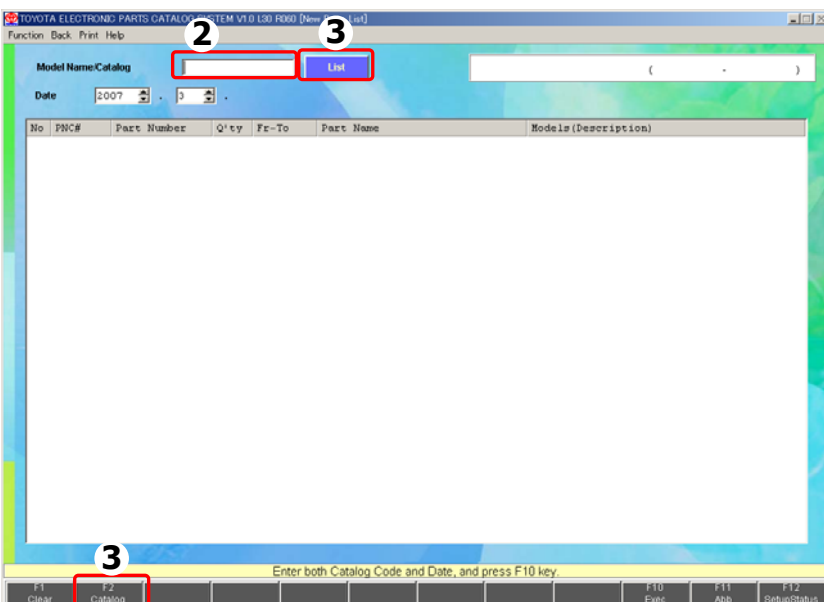 TOYOTA ELECTRONIC PARTS CATALOG SYSTEM V1.0 L30 R060 [New Parts List]
Function Back Print Help
2
3
Model Name/Catalog
List
( - )
Date 2007 . 3 .
No PNC# Part Number Q'ty Fr-To Part Name Models(Description)
3
Enter both Catalog Code and Date, and press F10 key.
F1 F2 F10 F11 F12
Clear Catalog Exec Abb SetupStatus